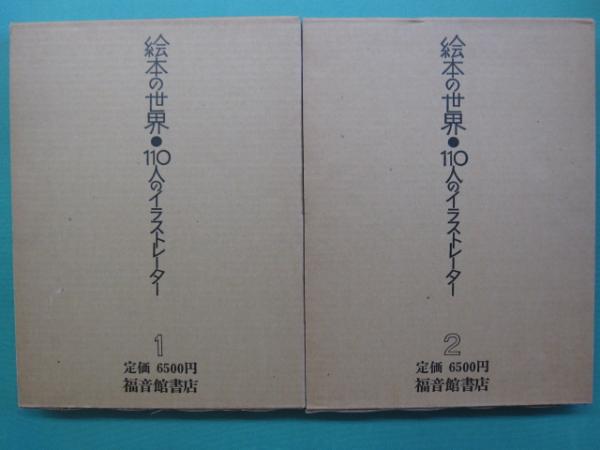 絵本の世界●110人のイラストレーター
1
定価 6500円
福音館書店
絵本の世界●110人のイラストレーター
2
定価 6500円
福音館書店